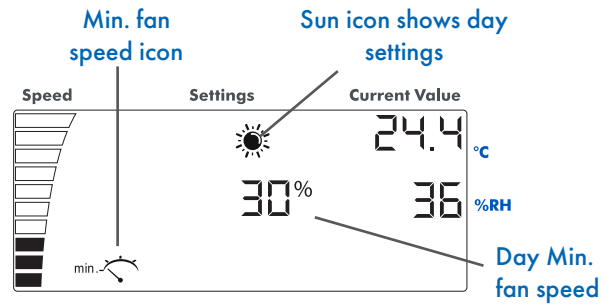 Min. fan
speed icon
Sun icon shows day
settings
Speed
Settings
Current Value
24.4 °C
30%
36 %RH
min.
Day Min.
fan speed